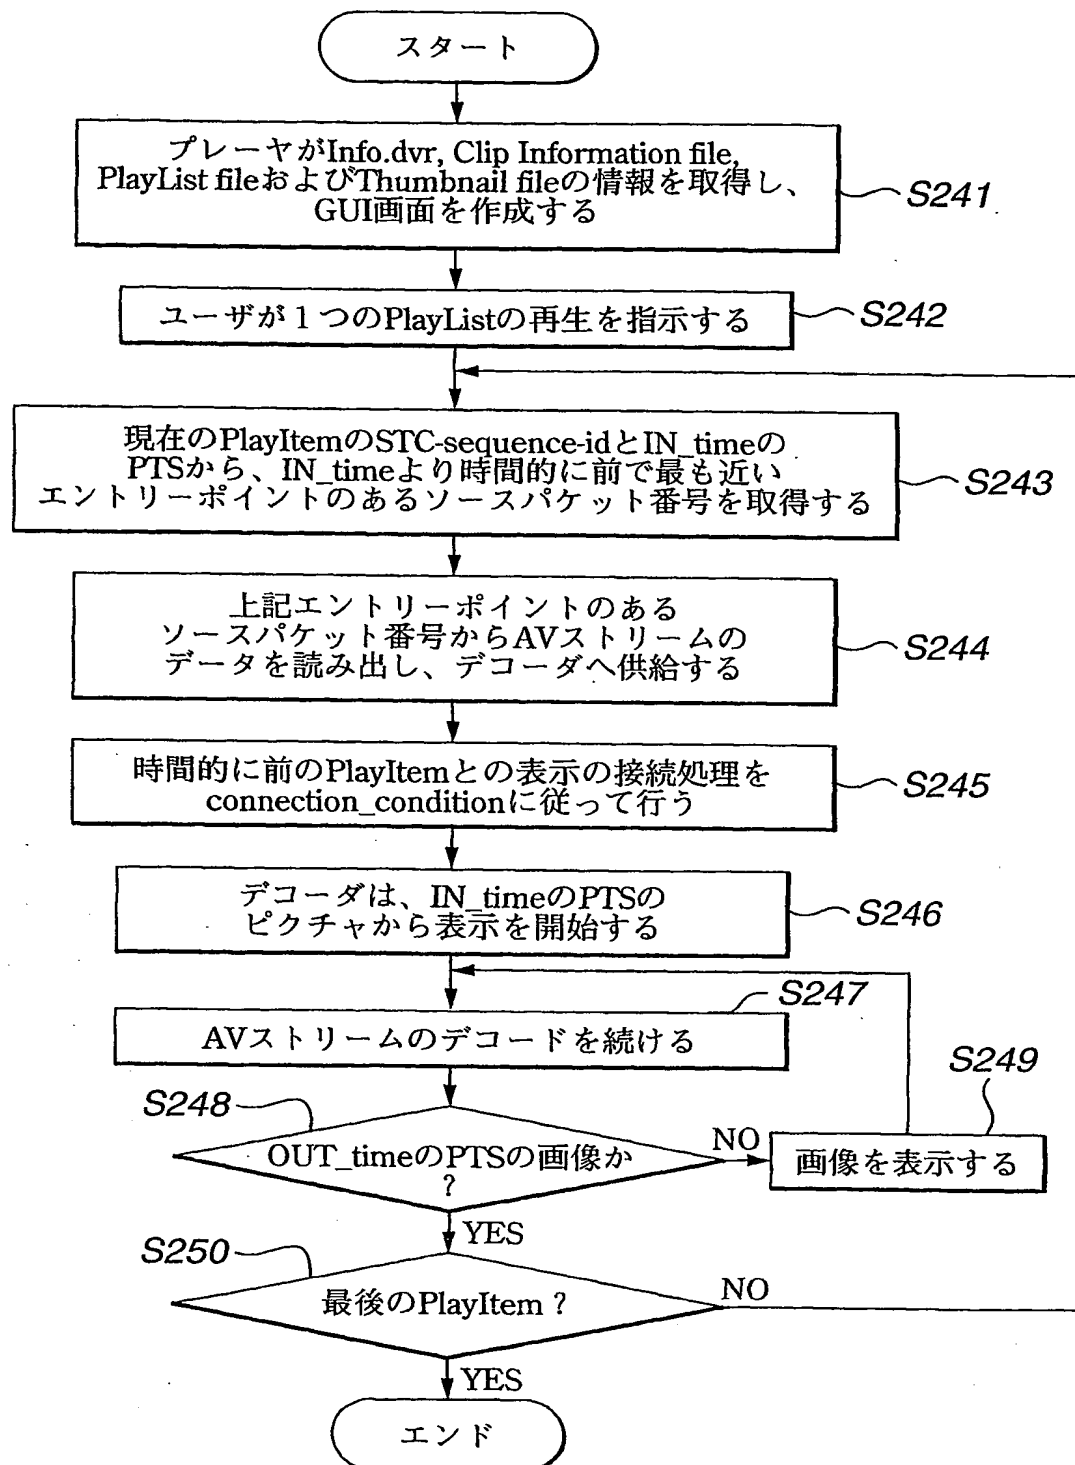 スタート
プレーヤがInfo.dvr, Clip Information file,
PlayList fileおよびThumbnail fileの情報を取得し、
GUI画面を作成する
S241
ユーザが１つのPlayListの再生を指示する
S242
現在のPlayItemのSTC-sequence-idとIN_timeの
PTSから、IN_timeより時間的に前で最も近い
エントリーポイントのあるソースパケット番号を取得する
S243
上記エントリーポイントのある
ソースパケット番号からAVストリームの
データを読み出し、デコーダへ供給する
S244
時間的に前のPlayItemとの表示の接続処理を
connection_conditionに従って行う
S245
デコーダは、IN_timeのPTSの
ピクチャから表示を開始する
S246
S247
AVストリームのデコードを続ける
S248
OUT_timeのPTSの画像か
？
NO
S249
画像を表示する
YES
S250
最後のPlayItem？
NO
YES
エンド